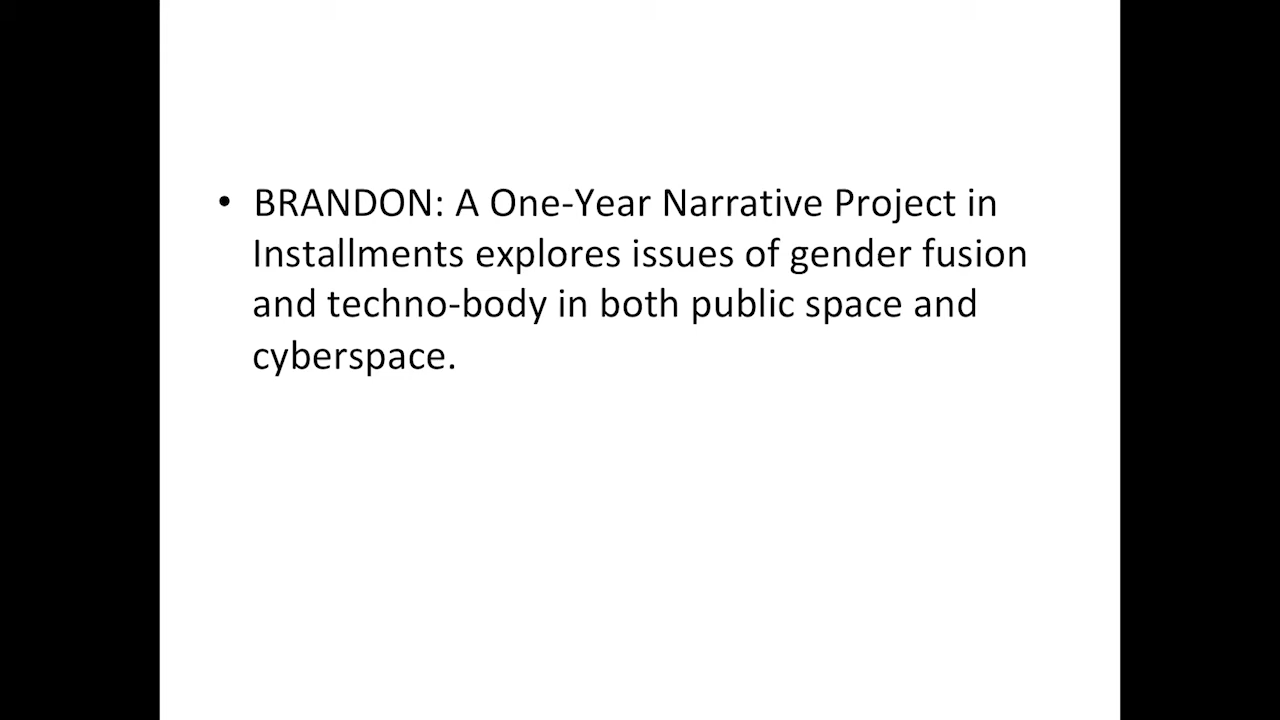 • BRANDON: A One-Year Narrative Project in
Installments explores issues of gender fusion
and techno-body in both public space and
cyberspace.